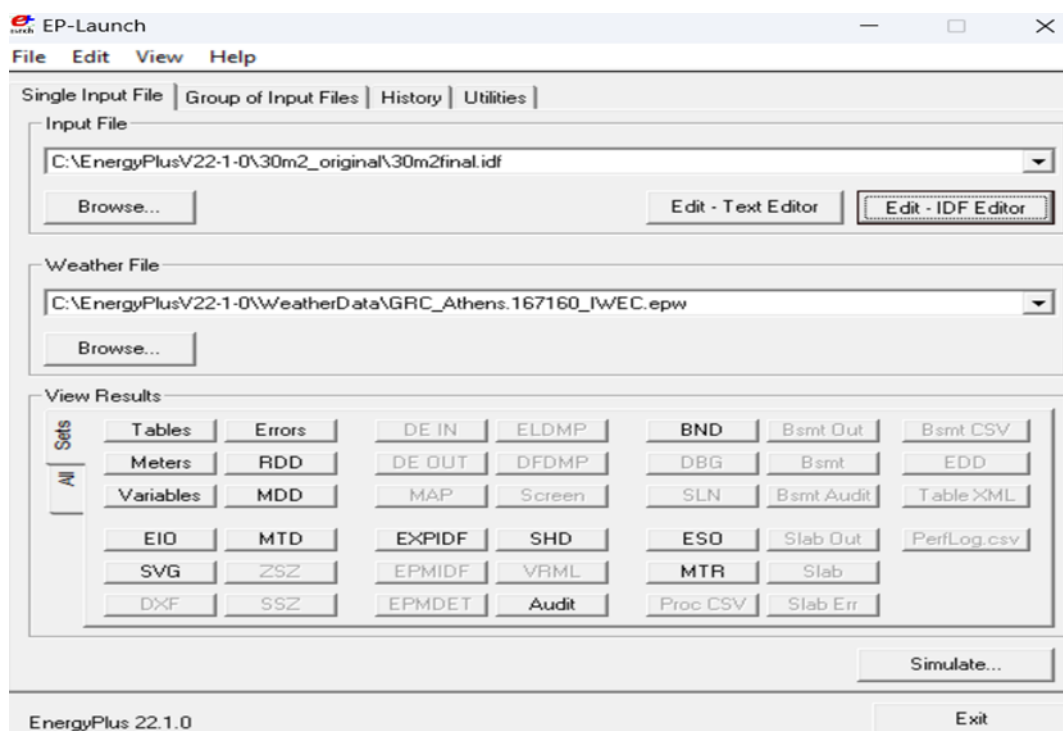 EP-Launch
File Edit View Help
Single Input File Group of Input Files History Utilities
Input File
C:\EnergyPlusV22-1-0\30m2_original\30m2final.idf
Browse... Edit - Text Editor Edit - IDF Editor
Weather File
C:\EnergyPlusV22-1-0\WeatherData\GRC_Athens.167160_IWEC.epw
Browse...
View Results
Sets
All
Tables Errors DE IN ELDMP BND Bsmt Out Bsmt CSV
Meters RDD DE OUT DFDMP DBG Bsmt EDD
Variables MDD MAP Screen SLN Bsmt Audit Table XML
EIO MTD EXPIDF SHD ESO Slab Out PerfLog.csv
SVG ZSZ EPMIDF VRML MTR Slab
DXF SSZ EPMDET Audit Proc CSV Slab Err
Simulate...
EnergyPlus 22.1.0 Exit